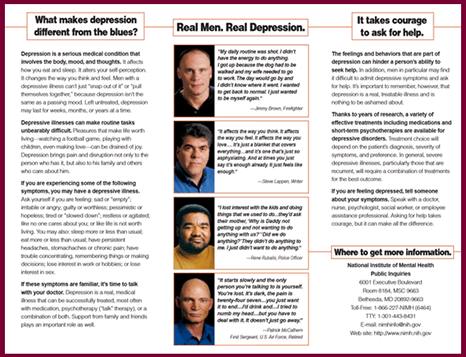 What makes depression
different from the blues?
Depression is a serious medical condition that
involves the body, mood, and thoughts. It affects
how you eat and sleep. It alters your self-perception.
It changes the way you think and feel. Men with a
depressive illness can't just "snap out of it" or "pull
themselves together," because depression isn't the
same as a passing mood. Left untreated, depression
may last for weeks, months, or years at a time.
Depressive illnesses can make routine tasks
unbearably difficult. Pleasures that make life worth
living—watching a football game, playing with
children, even making love—can be drained of joy.
Depression brings pain and disruption not only to the
person who has it, but also to his family and others
who care about him.
If you are experiencing some of the following
symptoms, you may have a depressive illness.
Ask yourself if you are feeling: sad or "empty";
irritable or angry; guilty or worthless; pessimistic or
hopeless; tired or "slowed down"; restless or agitated;
like no one cares about you; or like life is not worth
living. You may also: sleep more or less than usual;
eat more or less than usual; have persistent
headaches, stomachaches or chronic pain; have
trouble concentrating, remembering things or making
decisions; lose interest in work or hobbies; or lose
interest in sex.
If these symptoms are familiar, it's time to talk
with your doctor. Depression is a real, medical
illness that can be successfully treated, most often
with medication, psychotherapy ("talk" therapy), or a
combination of both. Support from family and friends
plays an important role as well.
Real Men. Real Depression.
"My daily routine was shot. I didn't
have the energy to do anything.
I got up because the dog had to be
walked and my wife needed to go
to work. The day would go by and
I didn't know where it went. I wanted
to get back to normal. I just wanted
to be myself again."
—Jimmy Brown, Firefighter
"It affects the way you think. It affects
the way you feel. It affects the way you
love... it's just a blanket that covers
everything... and it's one that's just so
asphyxiating. And at times you just
say it's enough already. It just feels like
enough."
—Steve Lappen, Writer
"I lost interest with the kids and doing
things that we used to do...they'd ask
their mother, 'Why is Daddy not
getting up and not wanting to do
anything with us?' 'Did we do
anything?' They didn't do anything to
me. I just didn't want to do anything."
—Rene Ruballo, Police Officer
"It starts slowly and the only
person you're talking to is yourself.
You're lost. It's dark, the pain is
twenty-four seven...you just want
it to end...I'd drink and...I tried to
numb my head...but you have to
deal with it. It doesn't just go away."
—Patrick McCathern
First Sergeant, U.S. Air Force, Retired
It takes courage
to ask for help.
The feelings and behaviors that are part of
depression can hinder a person's ability to
seek help. In addition, men in particular may find
it difficult to admit depressive symptoms and ask
for help. It's important to remember, however, that
depression is a real, treatable illness and is
nothing to be ashamed about.
Thanks to years of research, a variety of
effective treatments including medications and
short-term psychotherapies are available for
depressive disorders. Treatment choice will
depend on the patient's diagnosis, severity of
symptoms, and preference. In general, severe
depressive illnesses, particularly those that are
recurrent, will require a combination of treatments
for the best outcome.
If you are feeling depressed, tell someone
about your symptoms. Speak with a doctor,
nurse, psychologist, social worker, or employee
assistance professional. Asking for help takes
courage, but it can make all the difference.
Where to get more information.
National Institute of Mental Health
Public Inquiries
6001 Executive Boulevard
Room 8184, MSC 9663
Bethesda, MD 20892-9663
Toll-Free: 1-866-227-NIMH (6464)
TTY: 1-301-443-8431
E-mail: nimhinfo@nih.gov
Web site: http://www.nimh.nih.gov